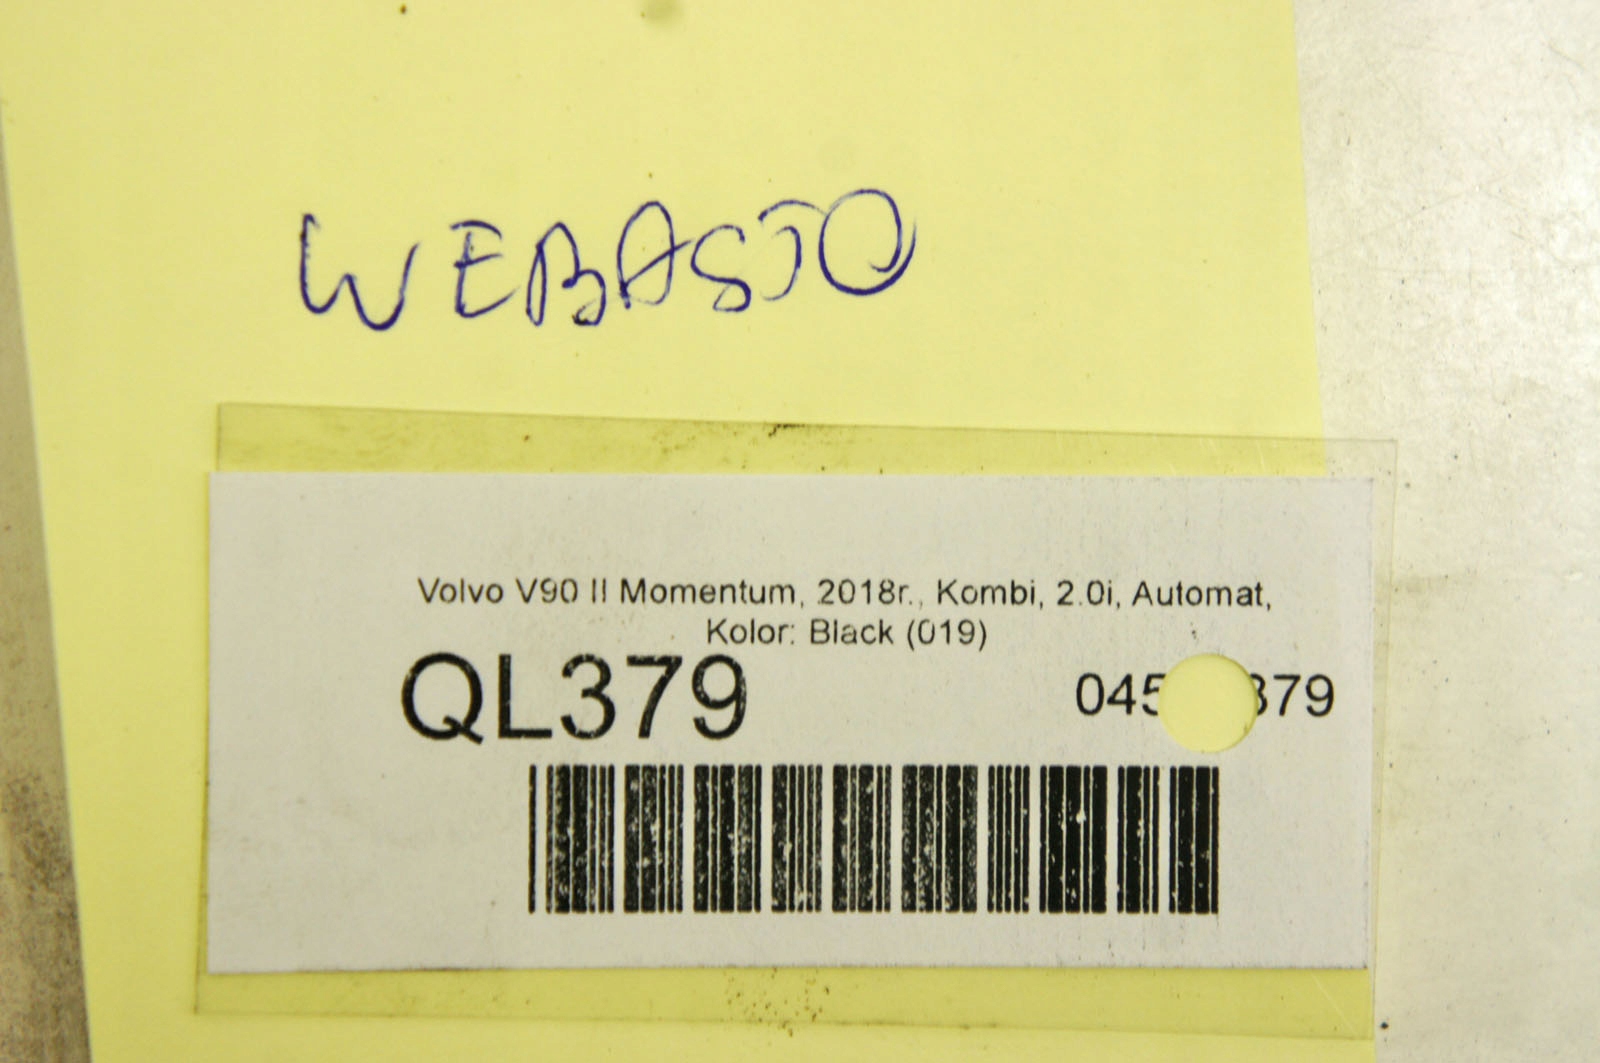 WEBASTO
Volvo V90 II Momentum, 2018r., Kombi, 2.0i, Automat,
Kolor: Black (019)
QL379